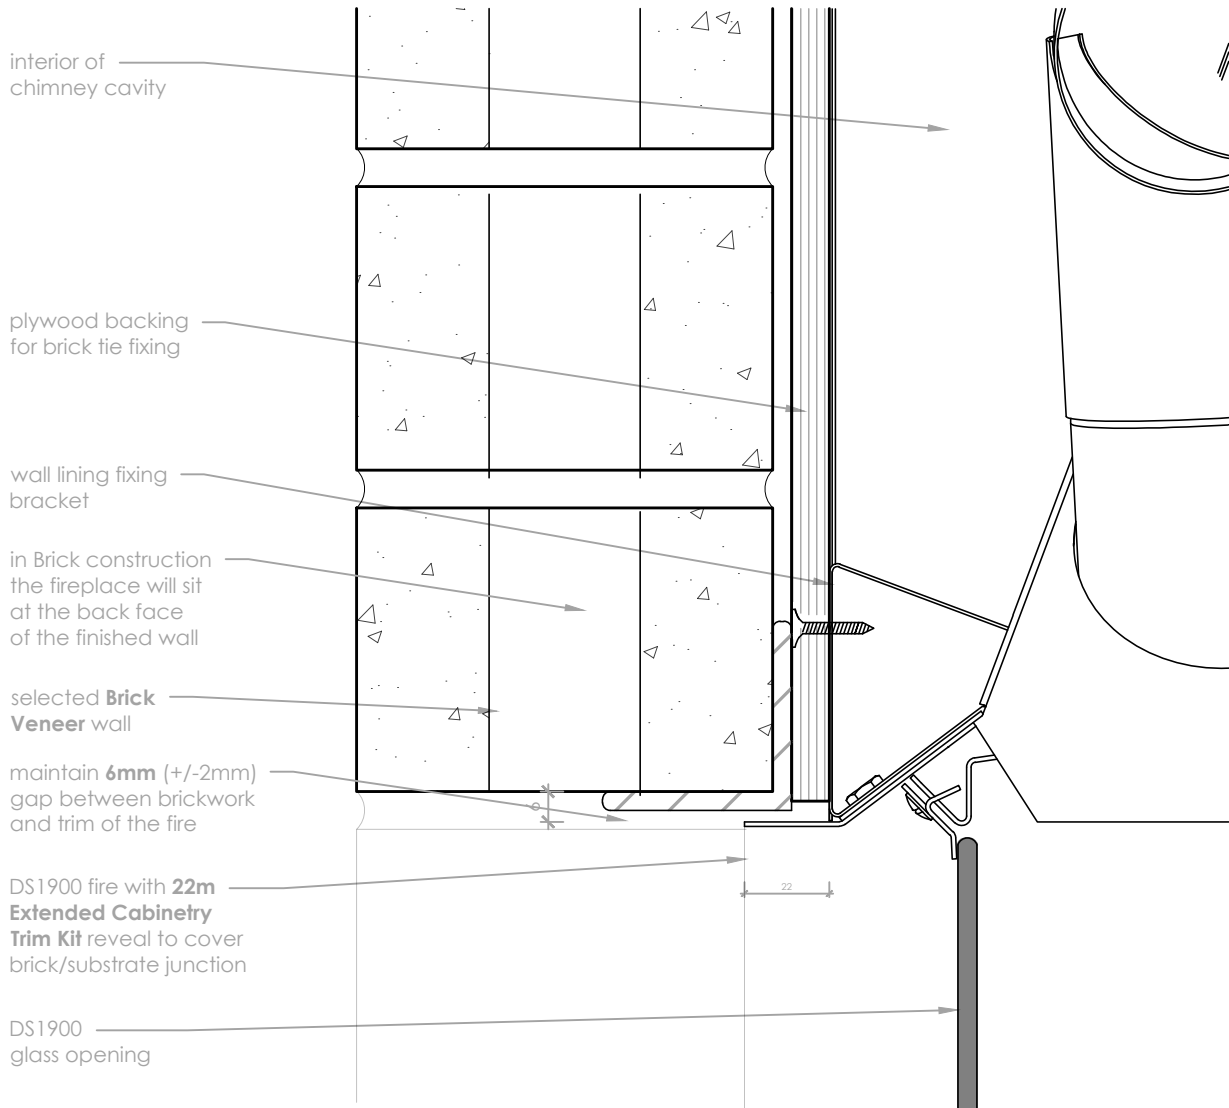 interior of
chimney cavity
plywood backing
for brick tie fixing
wall lining fixing
bracket
in Brick construction
the fireplace will sit
at the back face
of the finished wall
selected Brick
Veneer wall
maintain 6mm (+/-2mm)
gap between brickwork
and trim of the fire
6
DS1900 fire with 22m
Extended Cabinetry
Trim Kit reveal to cover
brick/substrate junction
22
DS1900
glass opening